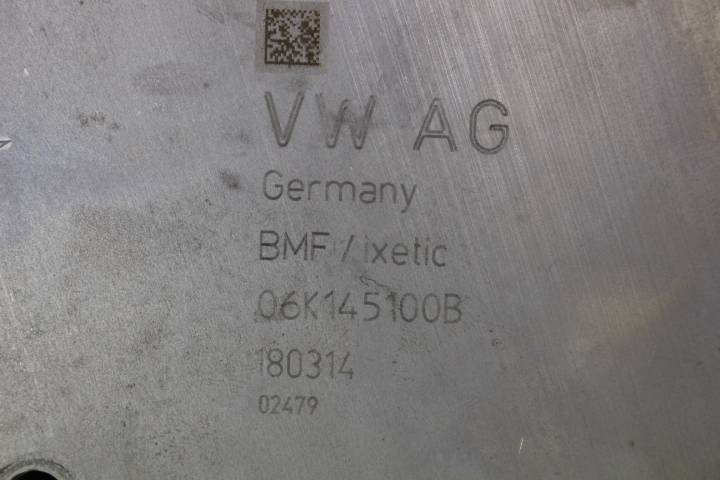 VW AG
Germany
BMF / ixetic
06K145100B
180314
02479